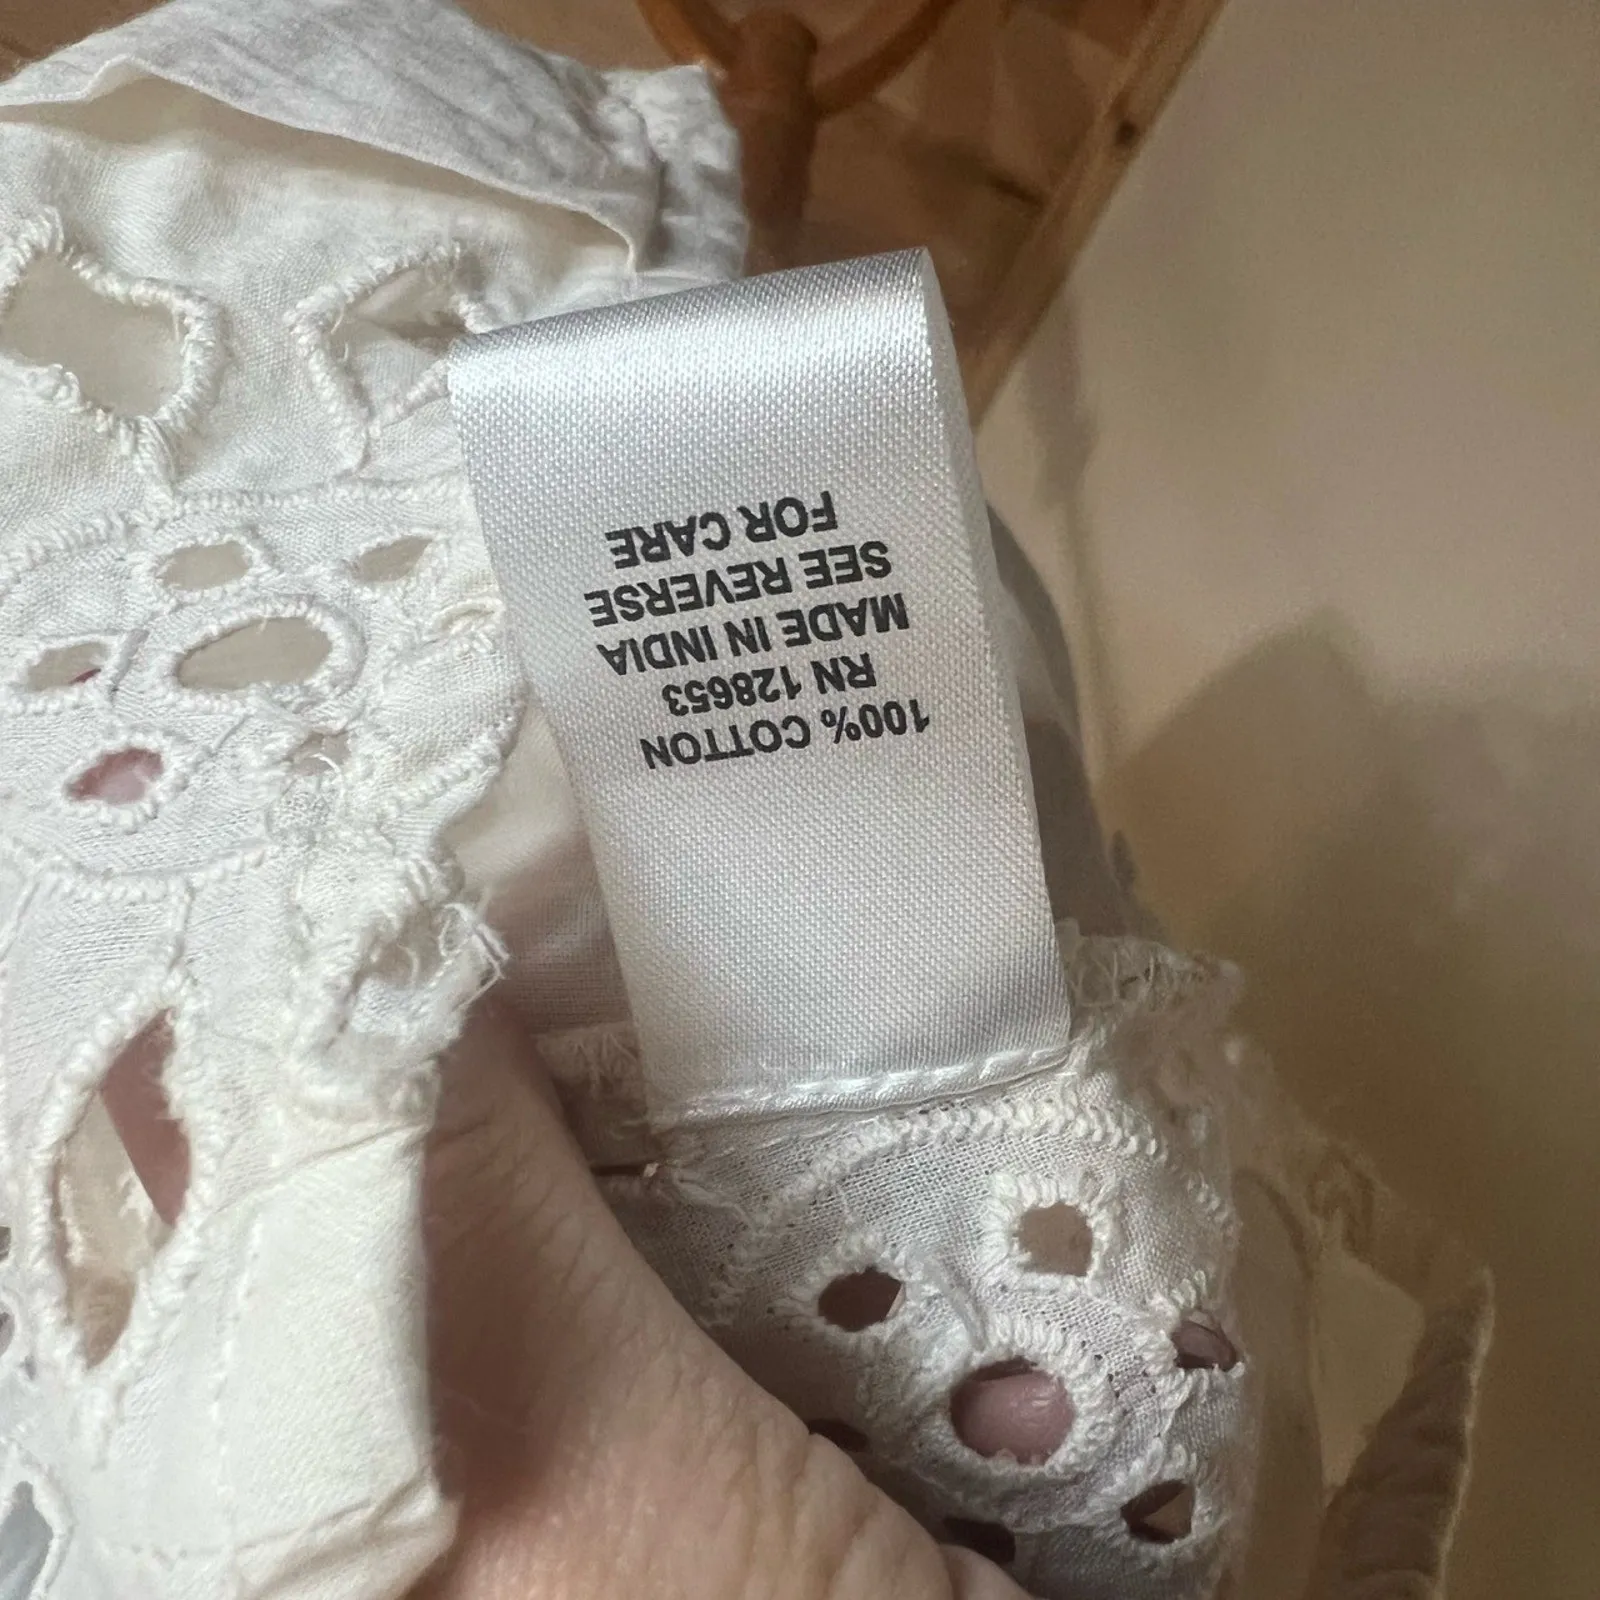 100% COTTON
RN 128653
MADE IN INDIA
SEE REVERSE
FOR CARE